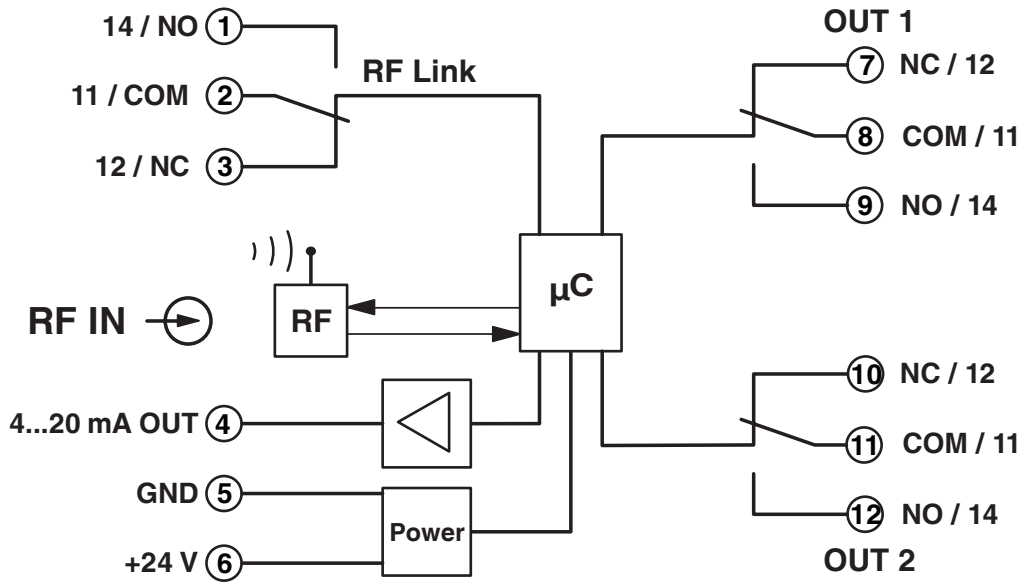 14 / NO 1
11 / COM 2
12 / NC 3
RF Link
OUT 1
7 NC / 12
8 COM / 11
9 NO / 14
µC
RF IN
RF
4...20 mA OUT 4
GND 5
+24 V 6
Power
10 NC / 12
11 COM / 11
12 NO / 14
OUT 2